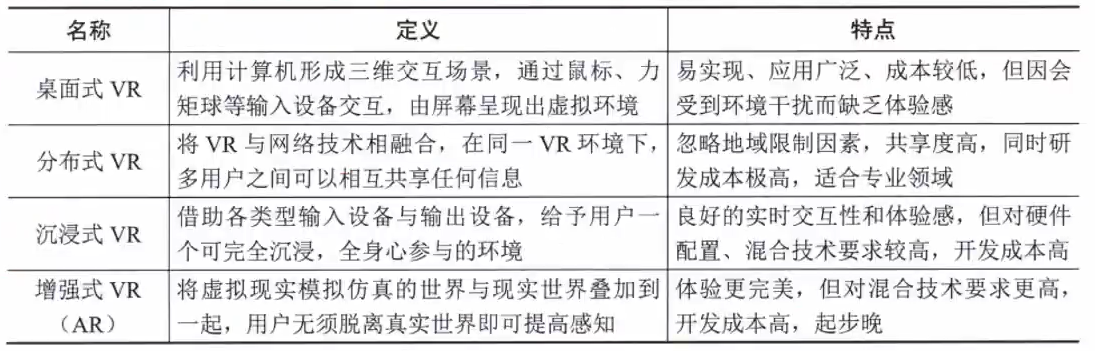 名称 定义 特点
桌面式 VR
利用计算机形成三维交互场景，通过鼠标、力
矩球等输入设备交互，由屏幕呈现出虚拟环境
易实现、应用广泛、成本较低，但因会
受到环境干扰而缺乏体验感
分布式 VR
将 VR 与网络技术相融合，在同一 VR 环境下，
多用户之间可以相互共享任何信息
忽略地域限制因素，共享度高，同时研
发成本极高，适合专业领域
沉浸式 VR
借助各类型输入设备与输出设备，给予用户一
个可完全沉浸，全身心参与的环境
良好的实时交互性和体验感，但对硬件
配置、混合技术要求较高，开发成本高
增强式 VR
（AR）
将虚拟现实模拟仿真的世界与现实世界叠加到
一起，用户无须脱离真实世界即可提高感知
体验更完美，但对混合技术要求更高，
开发成本高，起步晚